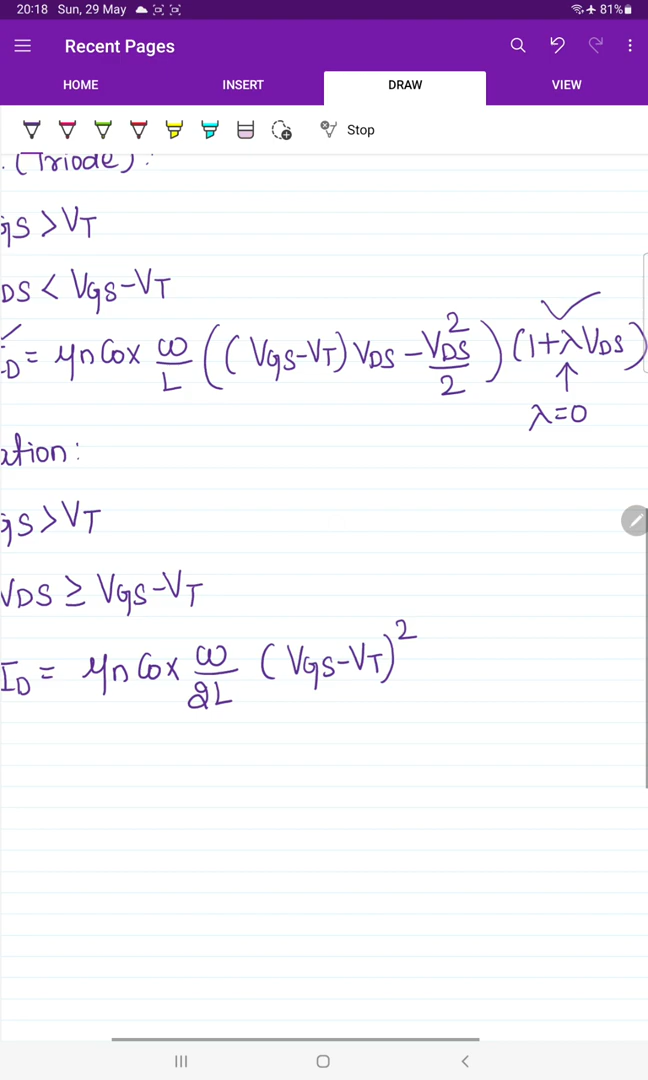 20:18 Sun, 29 May 81%
Recent Pages
HOME INSERT DRAW VIEW
Stop
. (Triode) :
gs > VT
DS < VGS-VT
-D = μn Cox ω/L ((VGS-VT) VDS - VDS²/2) (1+λVDS)
↑
λ=0
ation:
gs > VT
VDS ≥ VGS-VT
ID = μn Cox ω/2L (VGS-VT)²